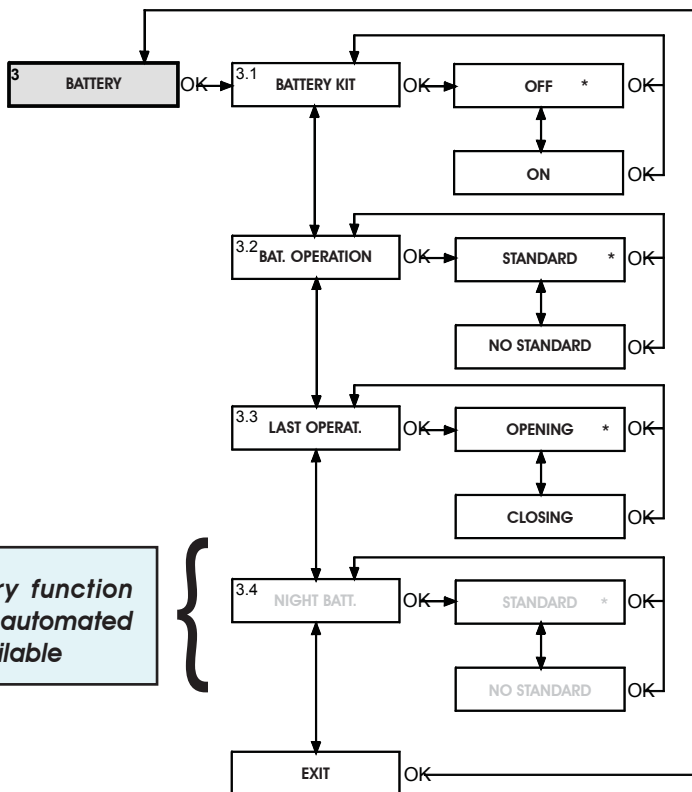 3 BATTERY OK
3.1 BATTERY KIT OK
OFF * OK
ON OK
3.2 BAT. OPERATION OK
STANDARD * OK
NO STANDARD OK
3.3 LAST OPERAT. OK
OPENING * OK
CLOSING OK
ry function
automated
ilable
3.4 NIGHT BATT. OK
STANDARD * OK
NO STANDARD OK
EXIT OK